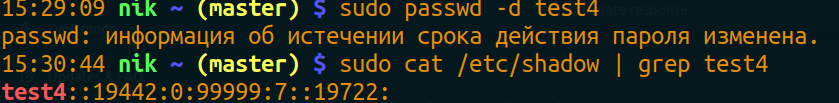 15:29:09 nik ~ (master) $ sudo passwd -d test4
passwd: информация об истечении срока действия пароля изменена.
15:30:44 nik ~ (master) $ sudo cat /etc/shadow | grep test4
test4::19442:0:99999:7::19722: